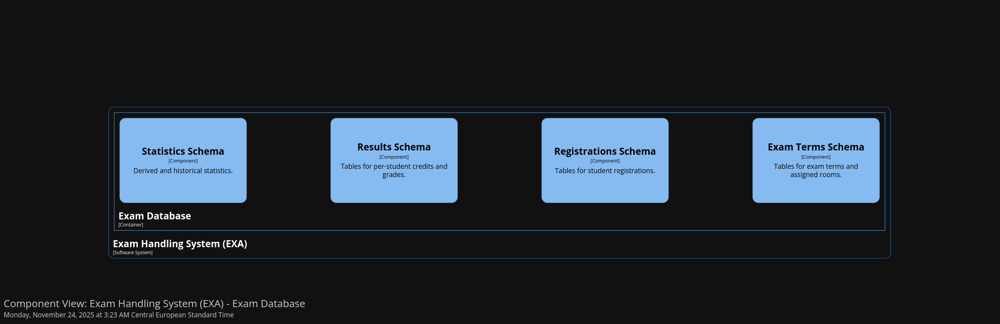 Statistics Schema
[Component]
Derived and historical statistics.
Results Schema
[Component]
Tables for per-student credits and
grades.
Registrations Schema
[Component]
Tables for student registrations.
Exam Terms Schema
[Component]
Tables for exam terms and
assigned rooms.
Exam Database
[Container]
Exam Handling System (EXA)
[Software System]
Component View: Exam Handling System (EXA) - Exam Database
Monday, November 24, 2025 at 3:23 AM Central European Standard Time